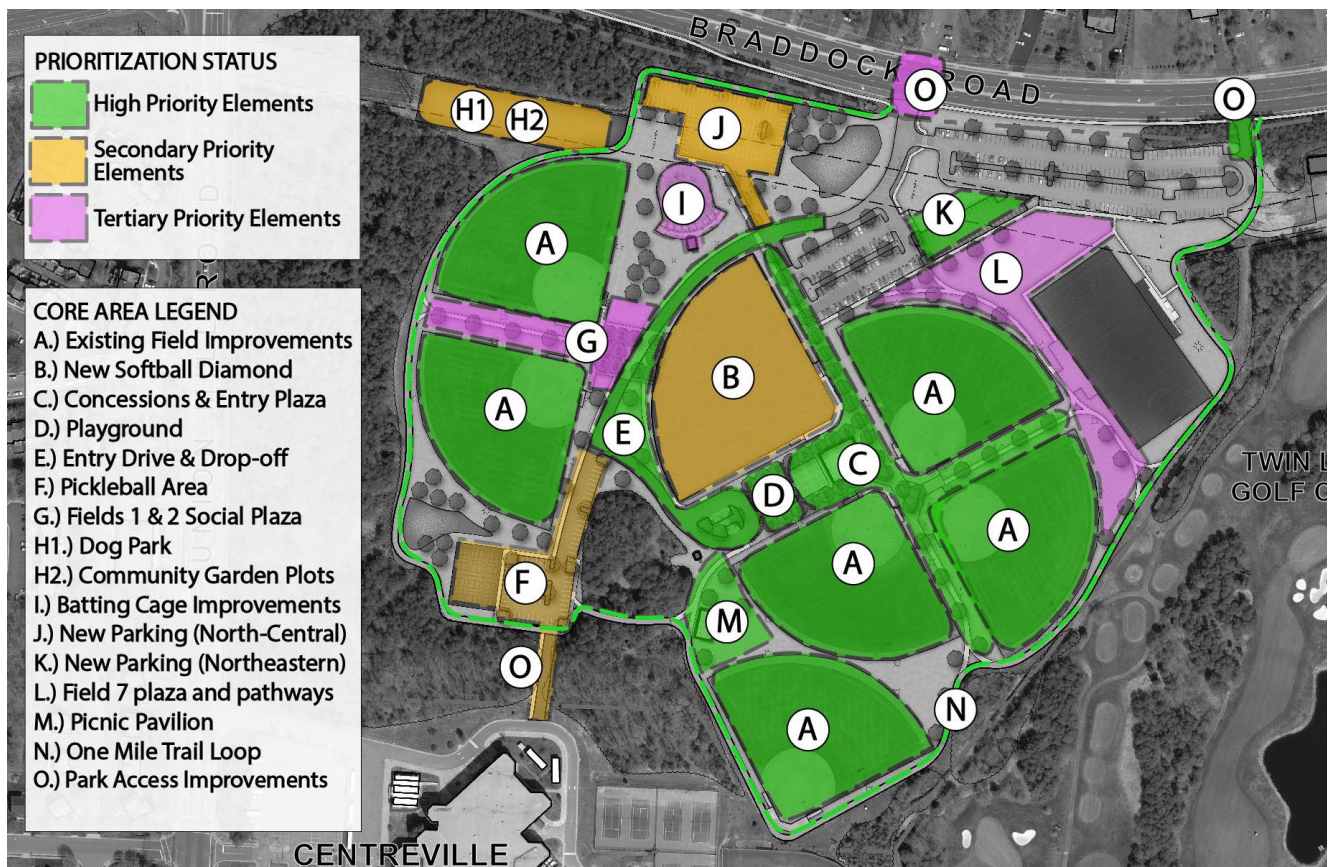 PRIORITIZATION STATUS
High Priority Elements
Secondary Priority
Elements
Tertiary Priority Elements
CORE AREA LEGEND
A.) Existing Field Improvements
B.) New Softball Diamond
C.) Concessions & Entry Plaza
D.) Playground
E.) Entry Drive & Drop-off
F.) Pickleball Area
G.) Fields 1 & 2 Social Plaza
H1.) Dog Park
H2.) Community Garden Plots
I.) Batting Cage Improvements
J.) New Parking (North-Central)
K.) New Parking (Northeastern)
L.) Field 7 plaza and pathways
M.) Picnic Pavilion
N.) One Mile Trail Loop
O.) Park Access Improvements
BRADDOCK ROAD
O
O
H1
H2
J
I
K
A
L
G
B
A
A
E
C
D
A
F
A
M
O
N
A
TWIN L
GOLF C
CENTREVILLE